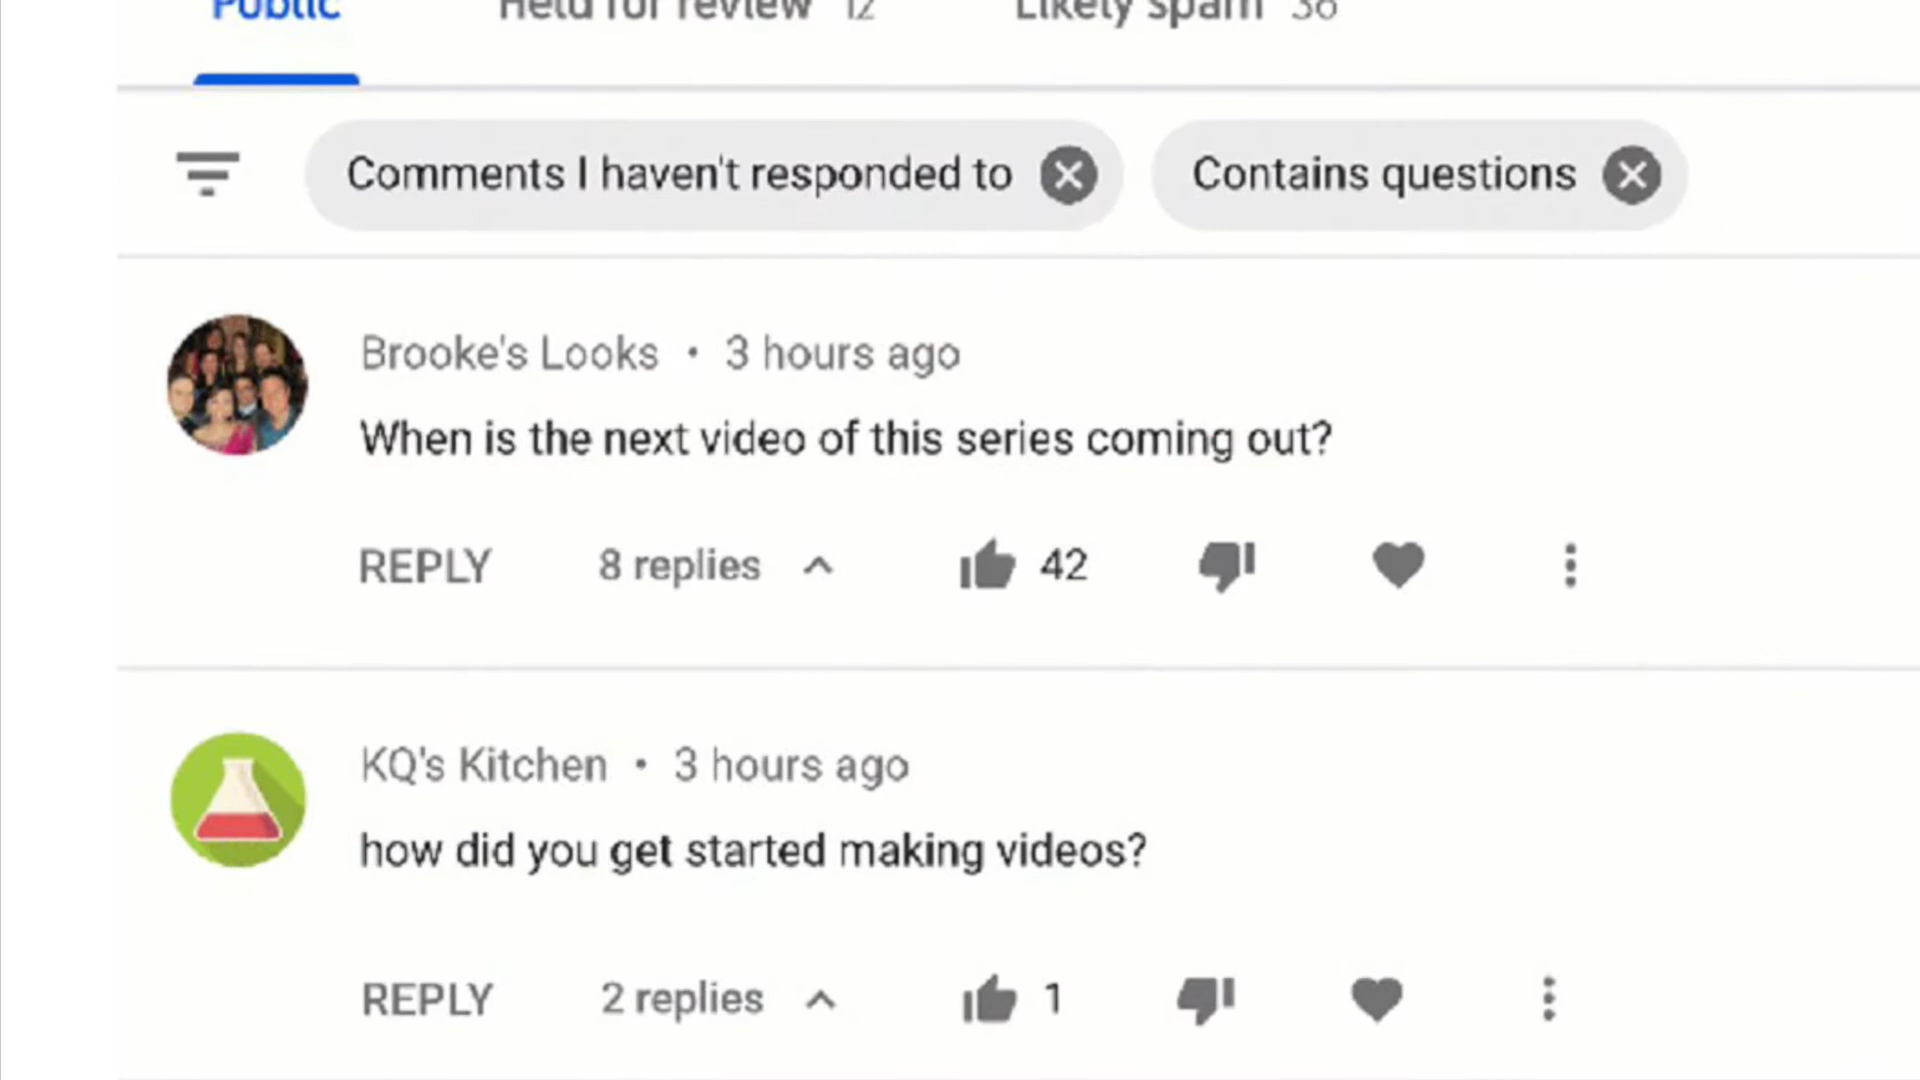 Public Held for review 12 Likely spam 36
Comments I haven't responded to Contains questions
Brooke's Looks • 3 hours ago
When is the next video of this series coming out?
REPLY 8 replies 42
KQ's Kitchen • 3 hours ago
how did you get started making videos?
REPLY 2 replies 1